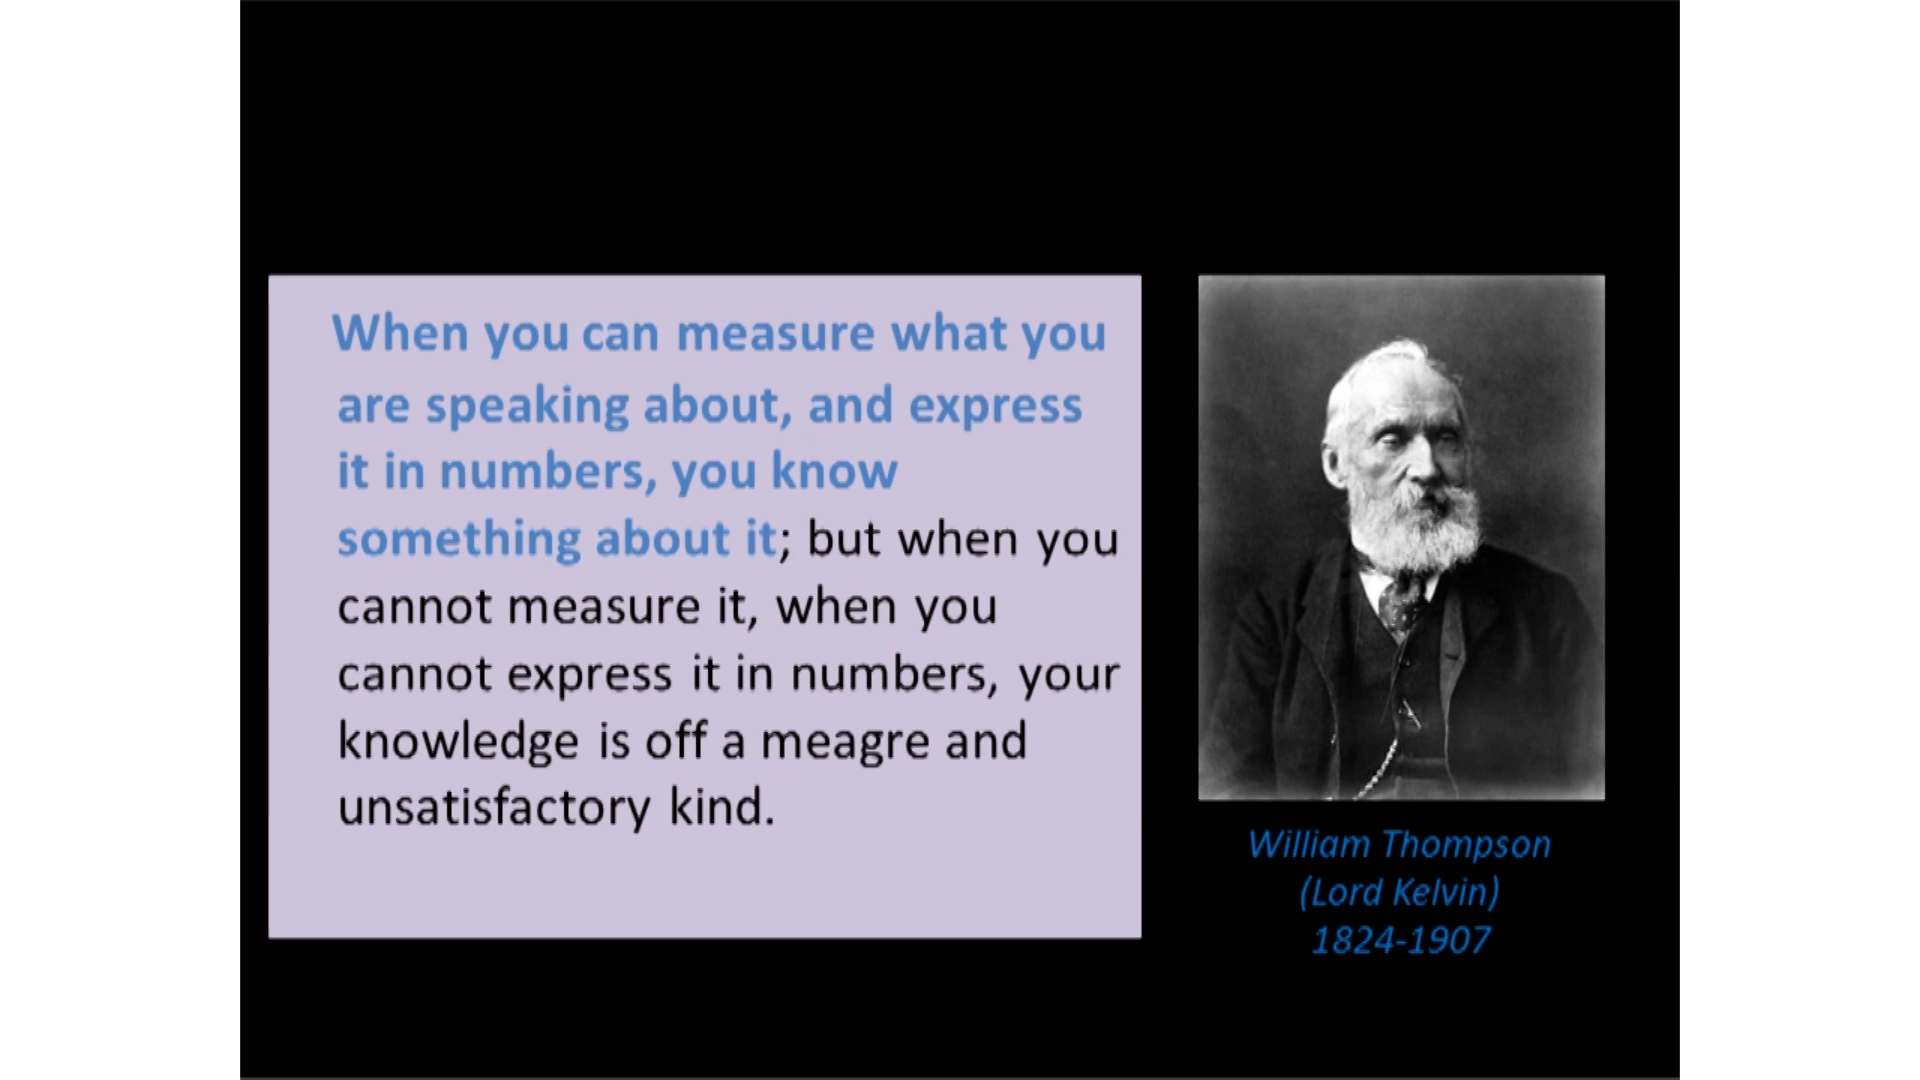 When you can measure what you
are speaking about, and express
it in numbers, you know
something about it; but when you
cannot measure it, when you
cannot express it in numbers, your
knowledge is off a meagre and
unsatisfactory kind.
William Thompson
(Lord Kelvin)
1824-1907